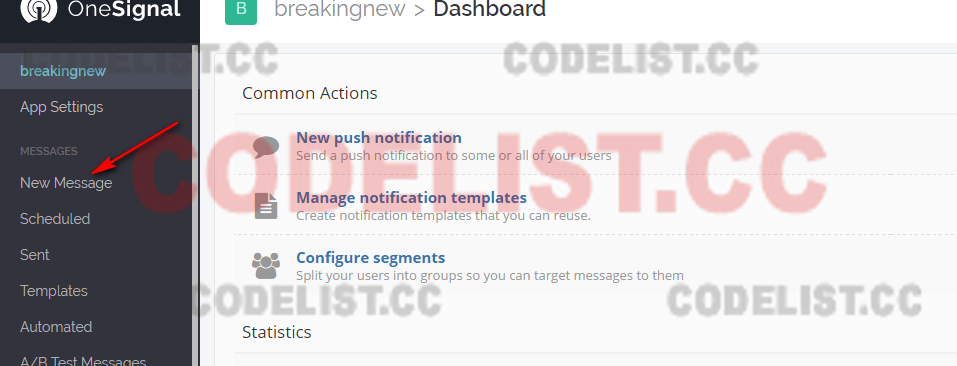 OneSignal
B breakingnew > Dashboard
breakingnew
App Settings
MESSAGES
New Message
Scheduled
Sent
Templates
Automated
A/B Test Messages
Common Actions
New push notification
Send a push notification to some or all of your users
Manage notification templates
Create notification templates that you can reuse.
Configure segments
Split your users into groups so you can target messages to them
Statistics
CODELIST.CC
CODELIST.CC
CODELIST.CC
CODELIST.CC
CODELIST.CC